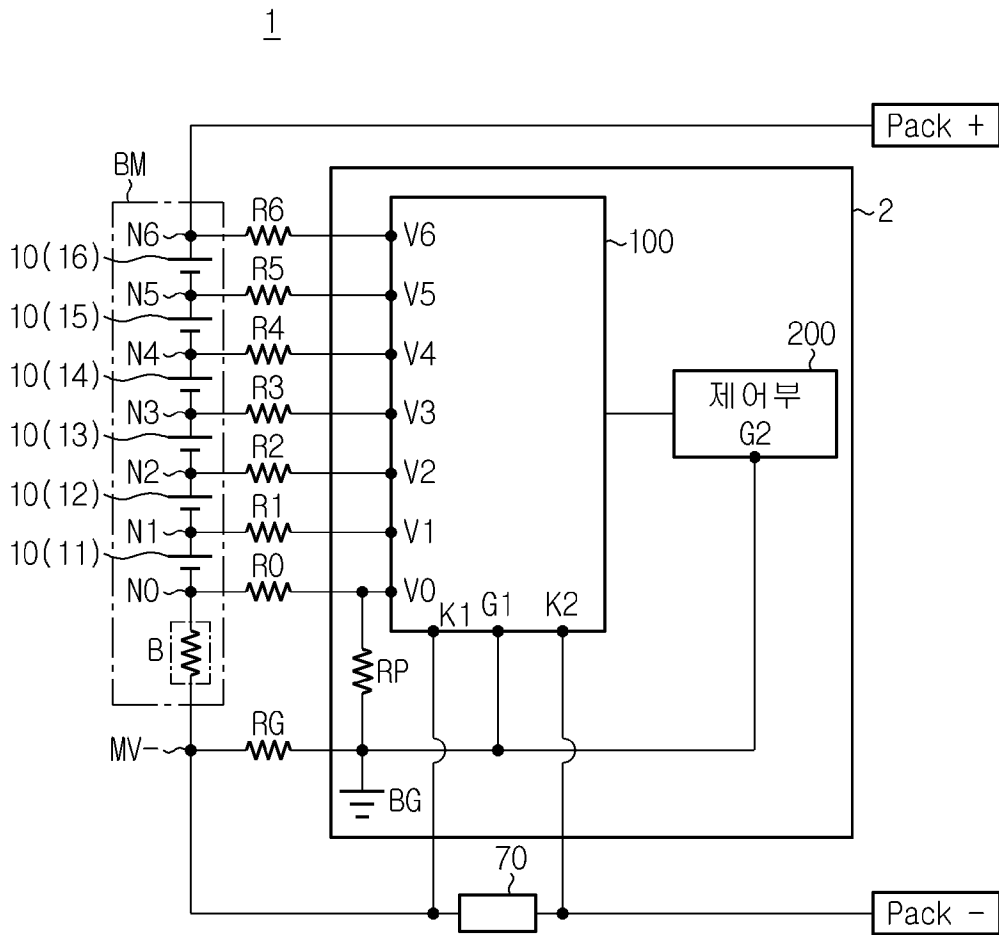 1
Pack +
BM
2
N6
R6
V6
100
10(16)
N5
R5
V5
10(15)
N4
R4
V4
200
10(14)
제어부
G2
N3
R3
V3
10(13)
N2
R2
V2
10(12)
N1
R1
V1
10(11)
N0
R0
V0
K1
G1
K2
B
RP
MV-
RG
BG
70
Pack -